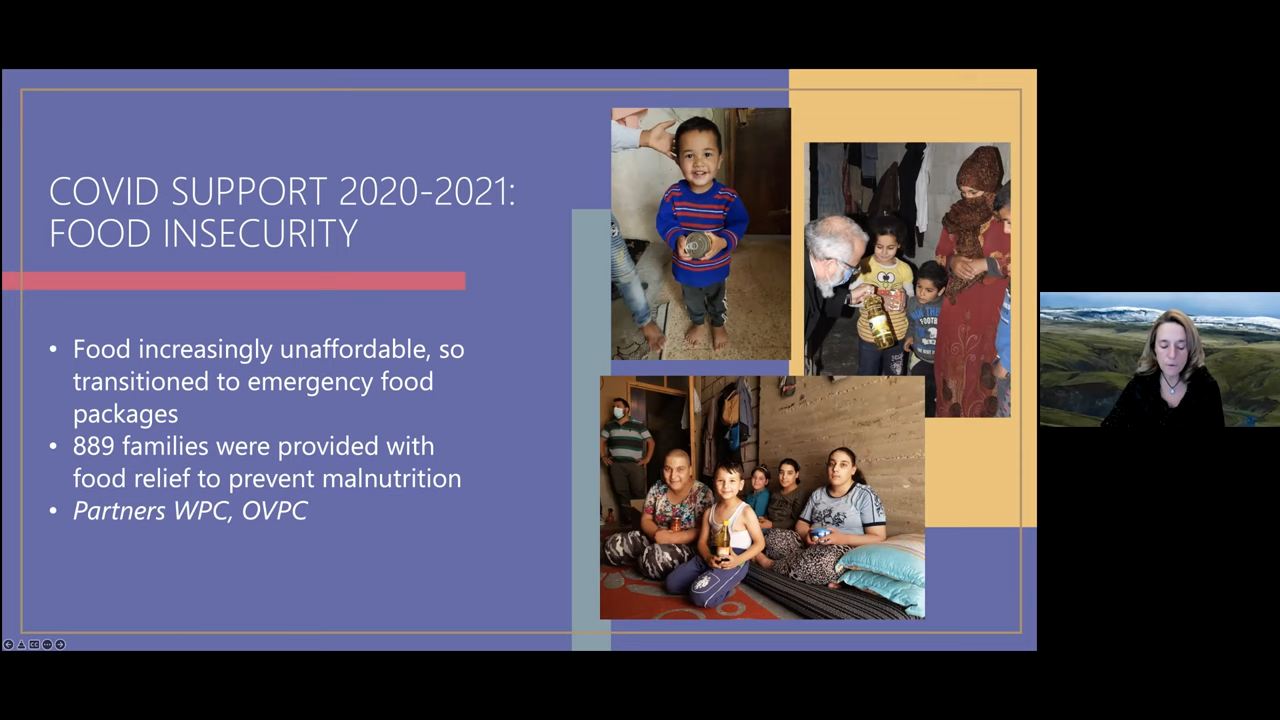 COVID SUPPORT 2020-2021:
FOOD INSECURITY
• Food increasingly unaffordable, so
transitioned to emergency food
packages
• 889 families were provided with
food relief to prevent malnutrition
• Partners WPC, OVPC